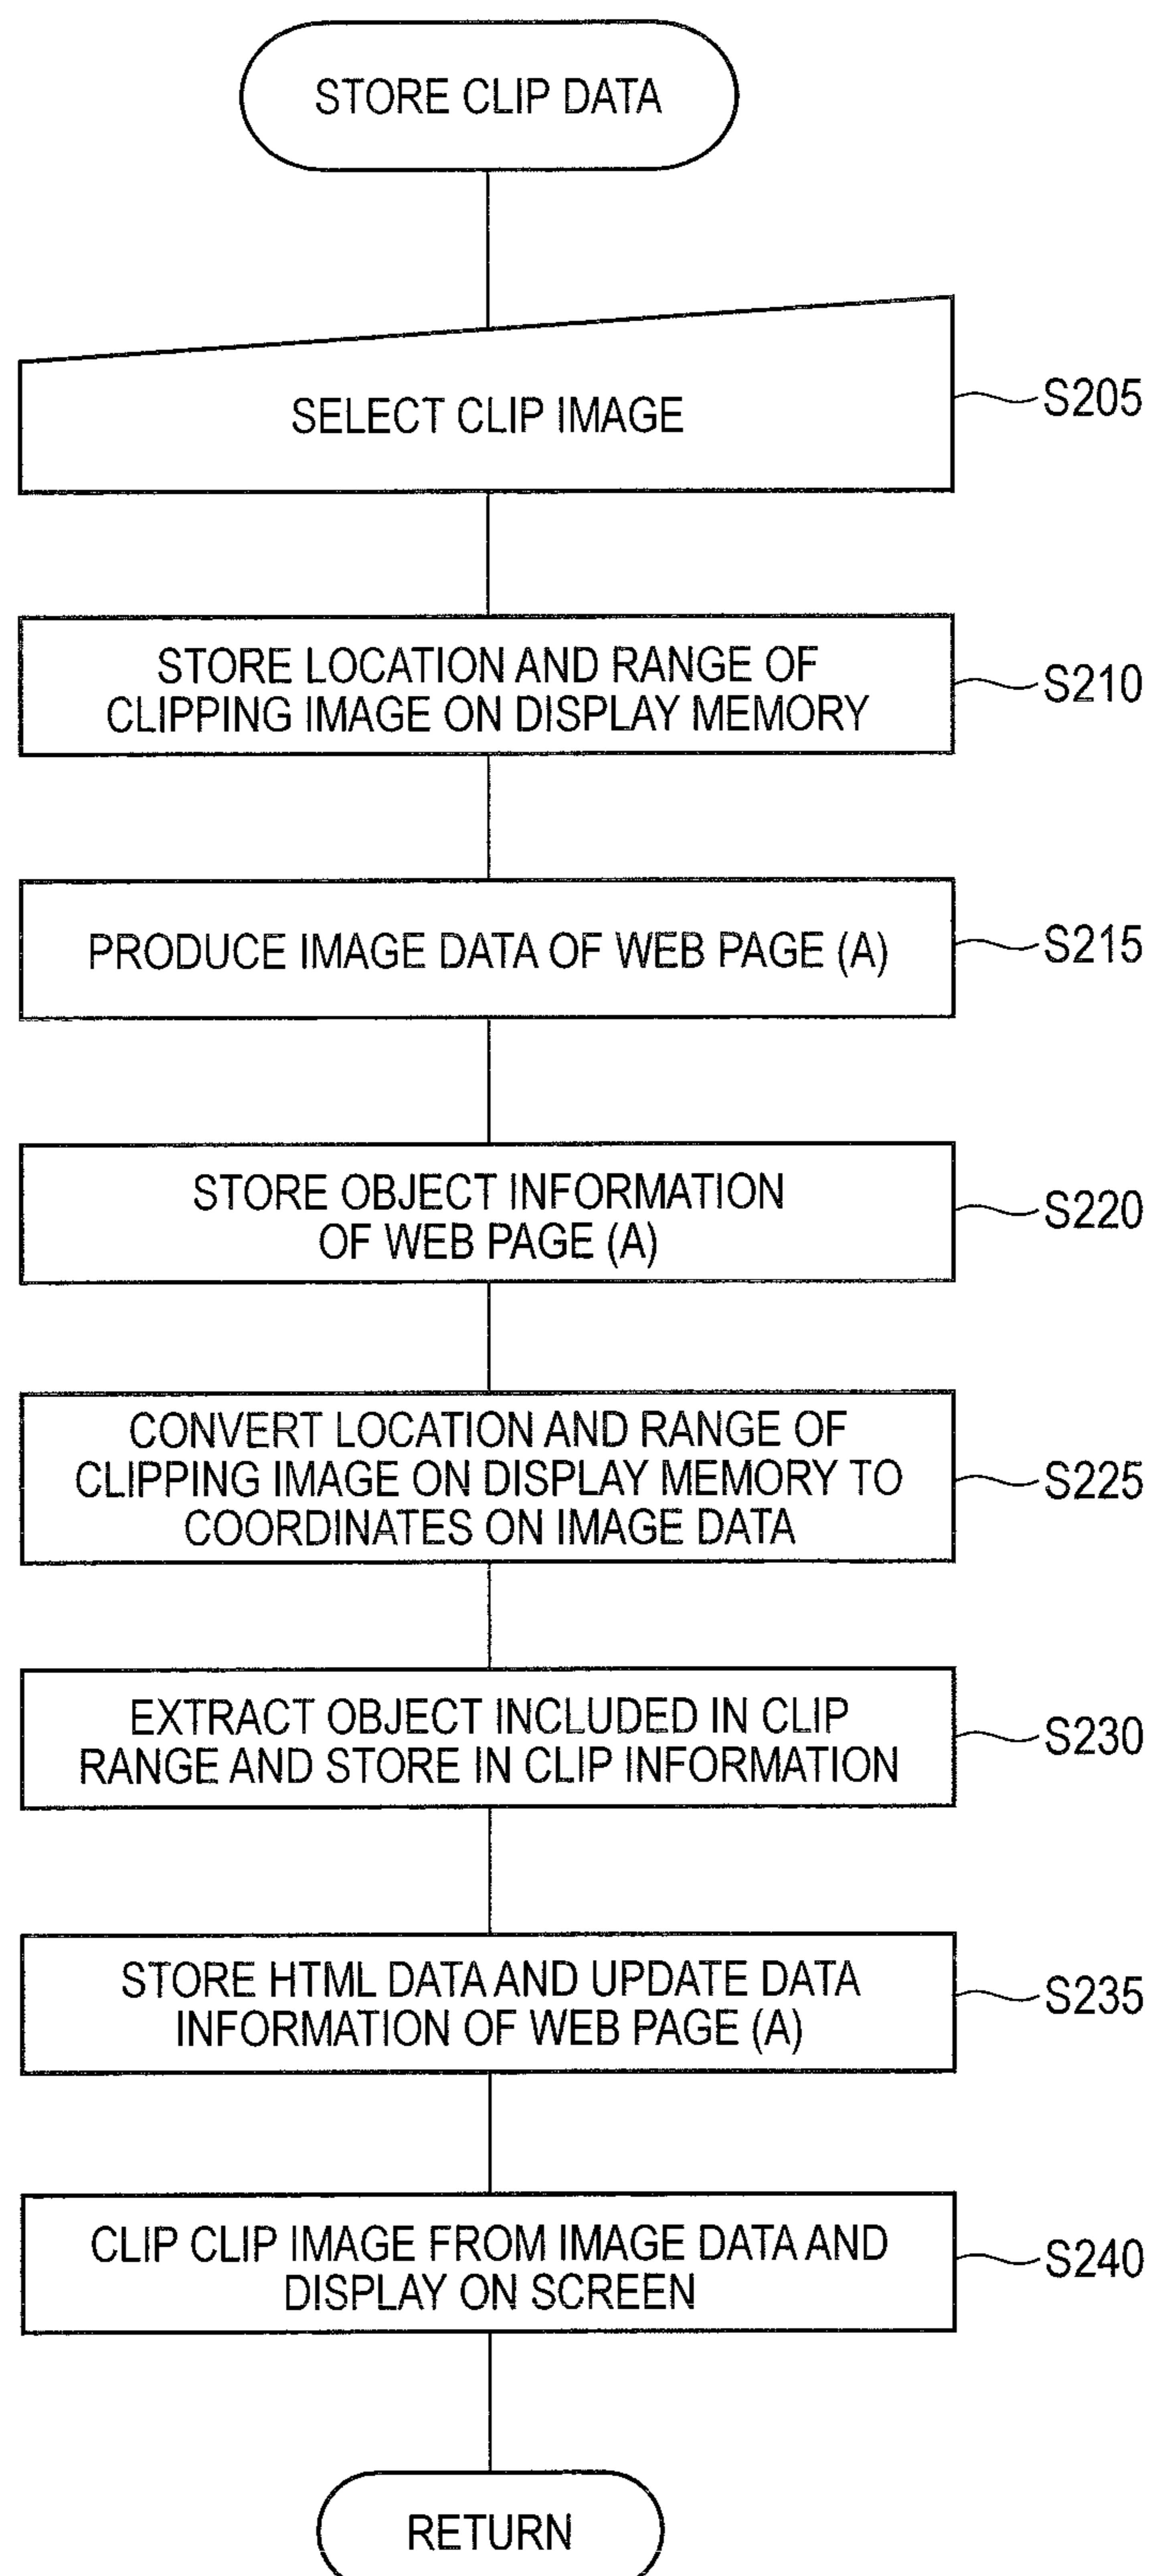 STORE CLIP DATA
SELECT CLIP IMAGE
S205
STORE LOCATION AND RANGE OF
CLIPPING IMAGE ON DISPLAY MEMORY
S210
PRODUCE IMAGE DATA OF WEB PAGE (A)
S215
STORE OBJECT INFORMATION
OF WEB PAGE (A)
S220
CONVERT LOCATION AND RANGE OF
CLIPPING IMAGE ON DISPLAY MEMORY TO
COORDINATES ON IMAGE DATA
S225
EXTRACT OBJECT INCLUDED IN CLIP
RANGE AND STORE IN CLIP INFORMATION
S230
STORE HTML DATA AND UPDATE DATA
INFORMATION OF WEB PAGE (A)
S235
CLIP CLIP IMAGE FROM IMAGE DATA AND
DISPLAY ON SCREEN
S240
RETURN